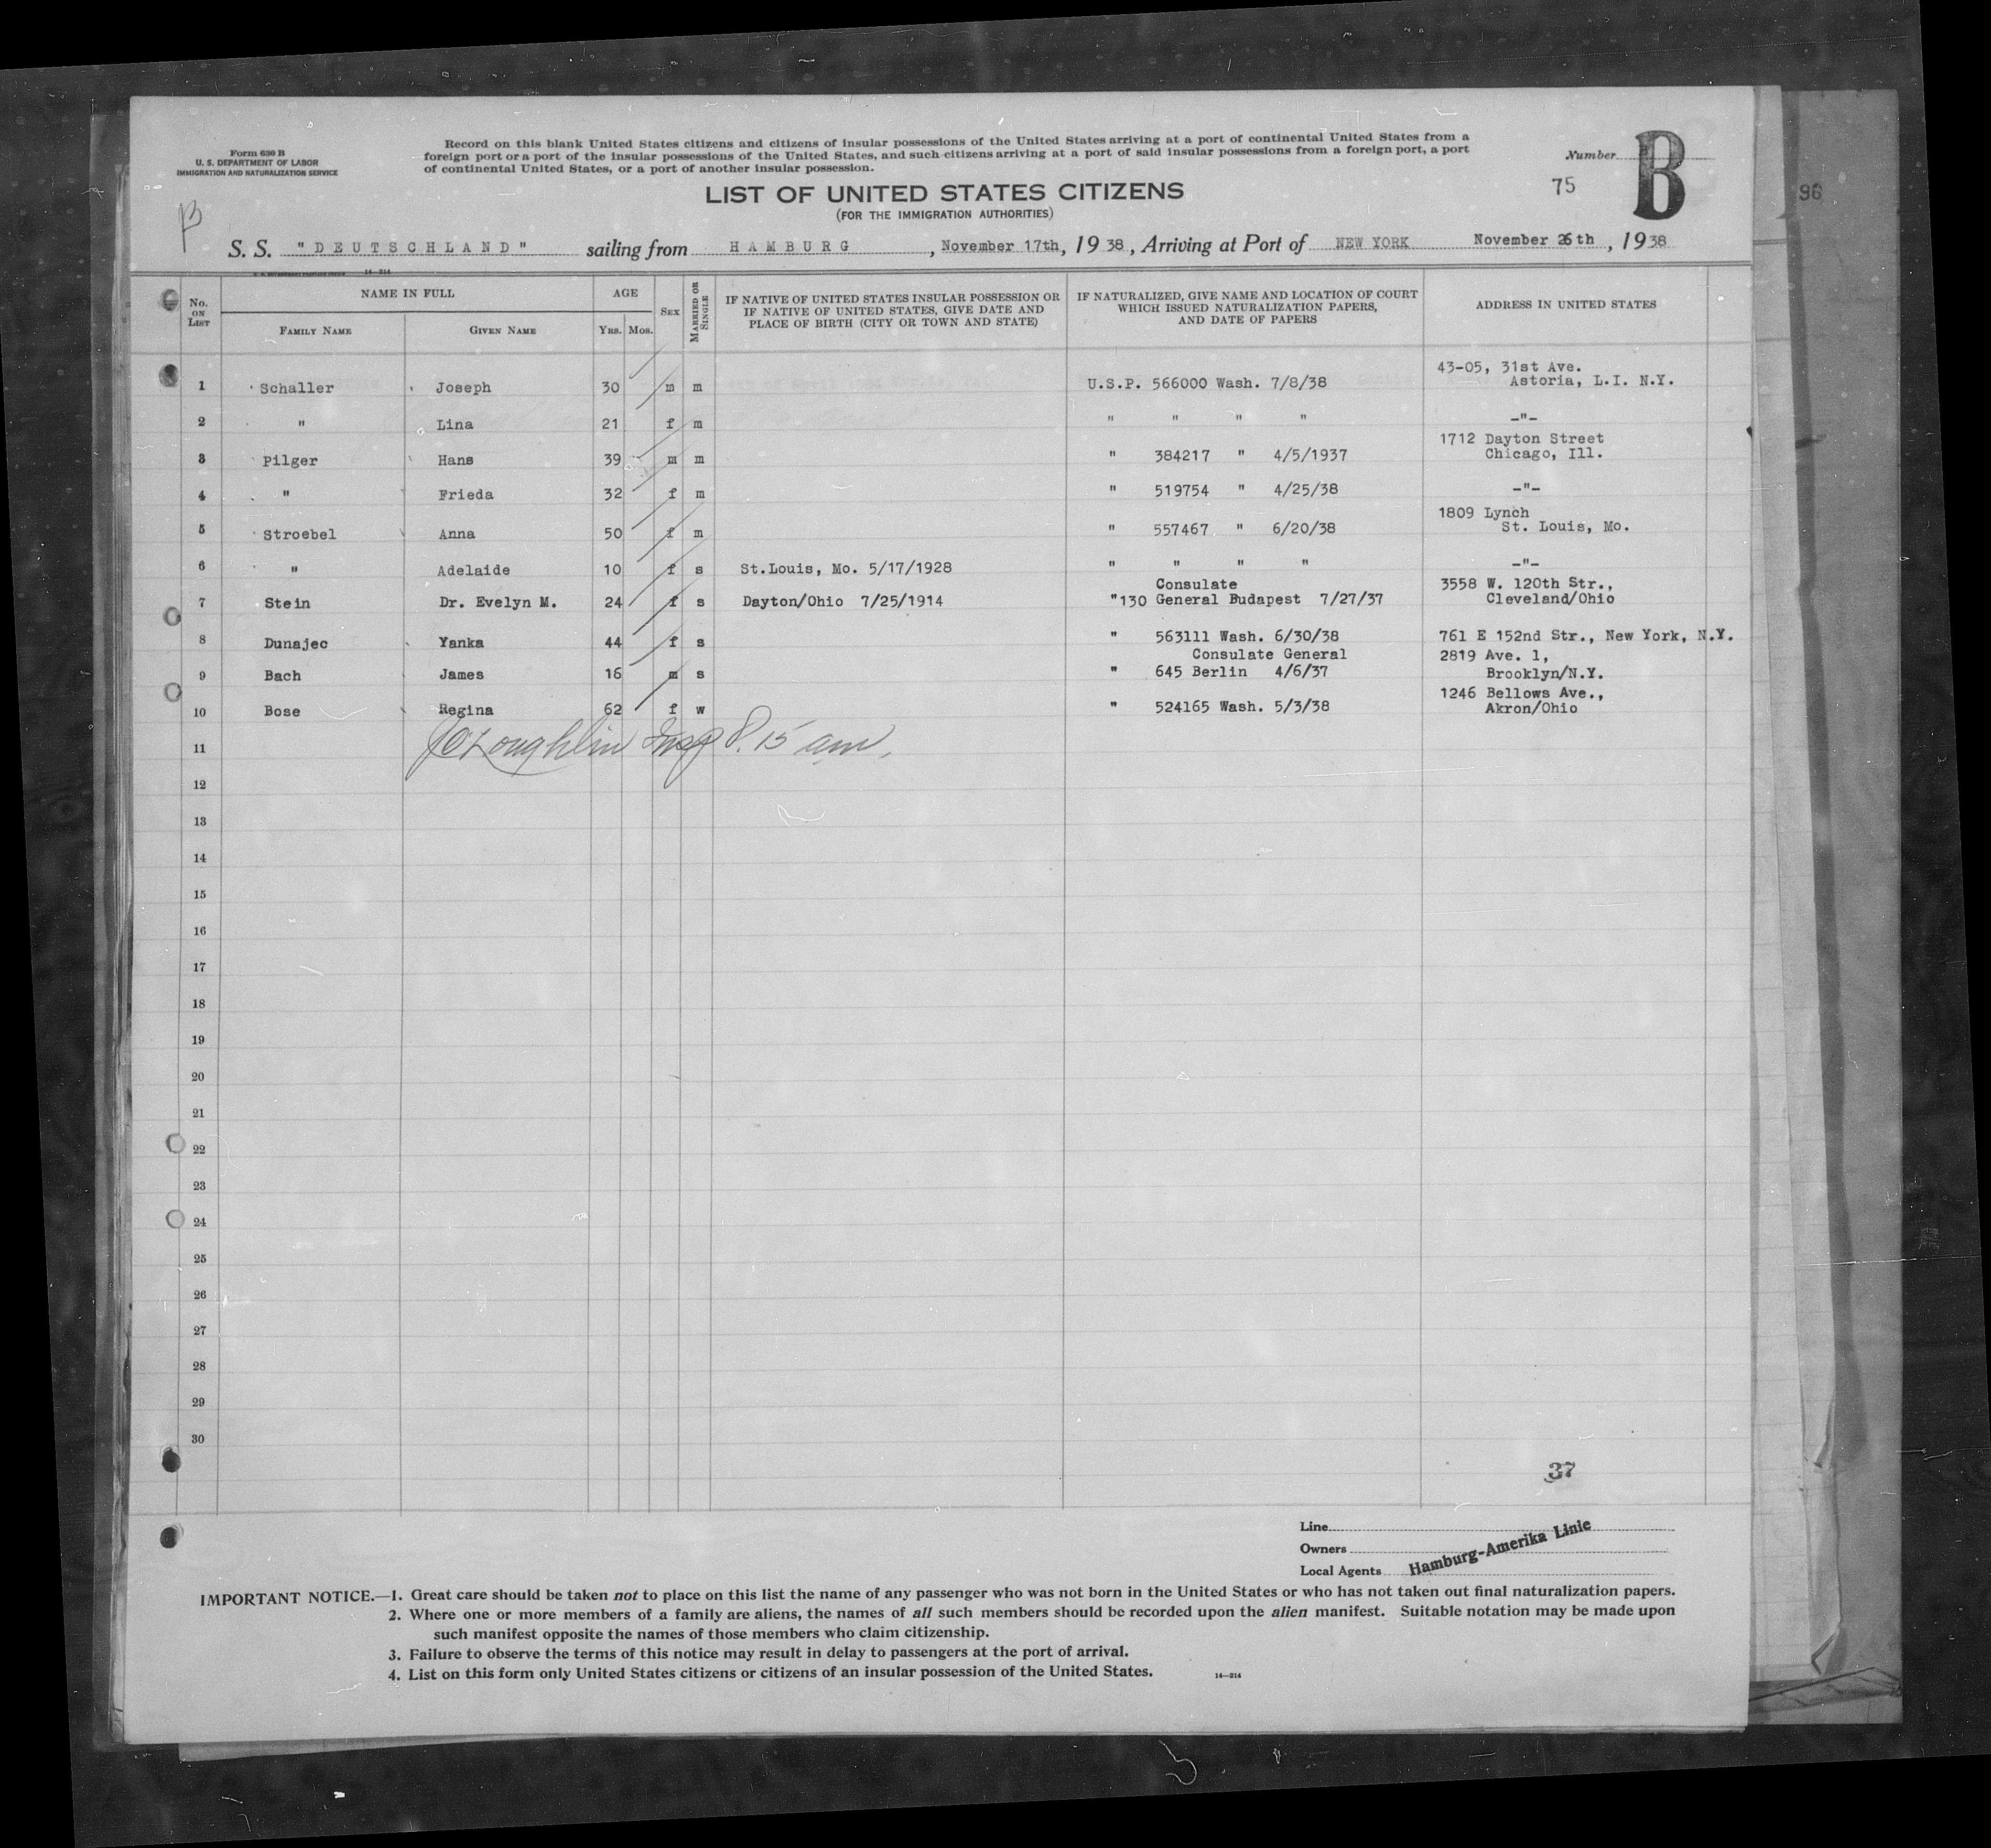 Form 630 B
U. S. DEPARTMENT OF LABOR
IMMIGRATION AND NATURALIZATION SERVICE
Record on this blank United States citizens and citizens of insular possessions of the United States arriving at a port of continental United States from a
foreign port or a port of the insular possessions of the United States, and such citizens arriving at a port of said insular possessions from a foreign port, a port
of continental United States, or a port of another insular possession.
Number
B
75
96
LIST OF UNITED STATES CITIZENS
(FOR THE IMMIGRATION AUTHORITIES)
S. S. "DEUTSCHLAND" sailing from HAMBURG, November 17th, 1938, Arriving at Port of NEW YORK November 26th, 1938
14—214
No. ON LIST
NAME IN FULL
FAMILY NAME GIVEN NAME
AGE
YRS. MOS.
SEX
MARRIED OR SINGLE
IF NATIVE OF UNITED STATES INSULAR POSSESSION OR
IF NATIVE OF UNITED STATES, GIVE DATE AND
PLACE OF BIRTH (CITY OR TOWN AND STATE)
IF NATURALIZED, GIVE NAME AND LOCATION OF COURT
WHICH ISSUED NATURALIZATION PAPERS,
AND DATE OF PAPERS
ADDRESS IN UNITED STATES
1 Schaller Joseph 30 m m U.S.P. 566000 Wash. 7/8/38 43-05, 31st Ave.
Astoria, L.I. N.Y.
2 " Lina 21 f m " " " " -"-
3 Pilger Hans 39 m m " 384217 " 4/5/1937 1712 Dayton Street
Chicago, Ill.
4 " Frieda 32 f m " 519754 " 4/25/38 -"-
5 Stroebel Anna 50 f m " 557467 " 6/20/38 1809 Lynch
St. Louis, Mo.
6 " Adelaide 10 f s St.Louis, Mo. 5/17/1928 " " " " -"-
7 Stein Dr. Evelyn M. 24 f s Dayton/Ohio 7/25/1914 Consulate
"130 General Budapest 7/27/37 3558 W. 120th Str.,
Cleveland/Ohio
8 Dunajec Yanka 44 f s " 563111 Wash. 6/30/38 761 E 152nd Str., New York, N.Y.
9 Bach James 16 m s Consulate General
" 645 Berlin 4/6/37 2819 Ave. 1,
Brooklyn/N.Y.
10 Bose Regina 62 f w " 524165 Wash. 5/3/38 1246 Bellows Ave.,
Akron/Ohio
11 O'Loughlin Insp 8.15 am.
12
13
14
15
16
17
18
19
20
21
22
23
24
25
26
27
28
29
30
37
Line
Owners
Local Agents
Hamburg-Amerika Linie
IMPORTANT NOTICE.—1. Great care should be taken not to place on this list the name of any passenger who was not born in the United States or who has not taken out final naturalization papers.
2. Where one or more members of a family are aliens, the names of all such members should be recorded upon the alien manifest. Suitable notation may be made upon
such manifest opposite the names of those members who claim citizenship.
3. Failure to observe the terms of this notice may result in delay to passengers at the port of arrival.
4. List on this form only United States citizens or citizens of an insular possession of the United States.
14—214